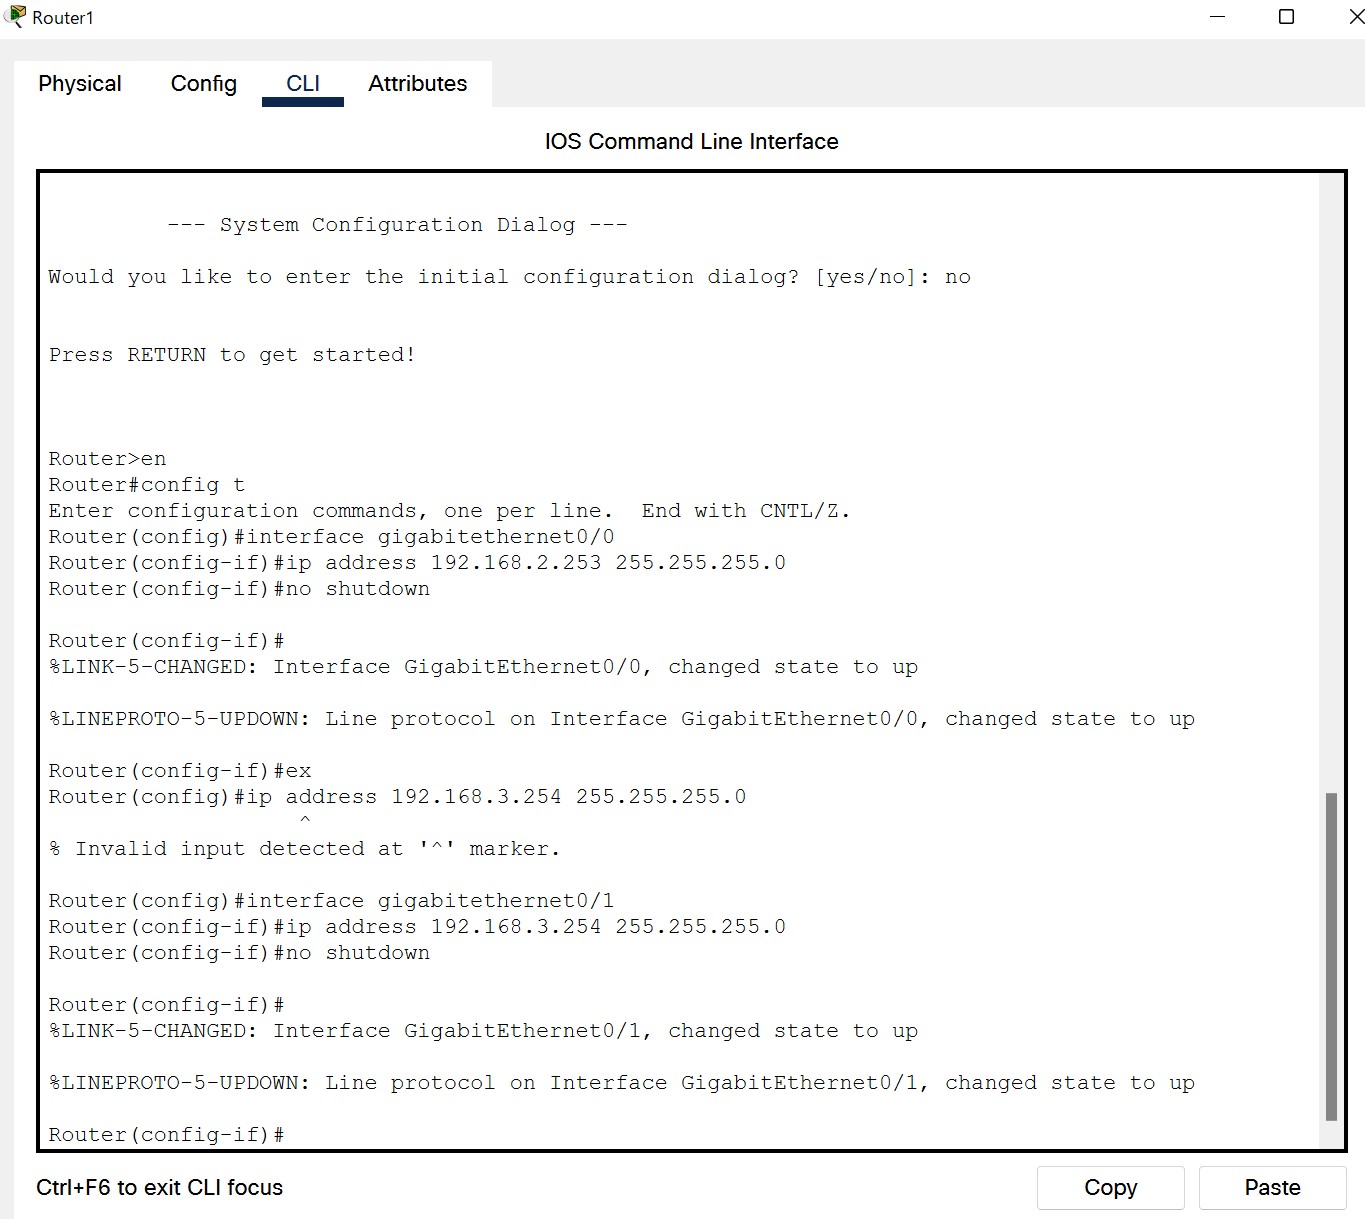 Router1
Physical Config CLI Attributes
IOS Command Line Interface
--- System Configuration Dialog ---
Would you like to enter the initial configuration dialog? [yes/no]: no
Press RETURN to get started!
Router>en
Router#config t
Enter configuration commands, one per line.  End with CNTL/Z.
Router(config)#interface gigabitethernet0/0
Router(config-if)#ip address 192.168.2.253 255.255.255.0
Router(config-if)#no shutdown
Router(config-if)#
%LINK-5-CHANGED: Interface GigabitEthernet0/0, changed state to up
%LINEPROTO-5-UPDOWN: Line protocol on Interface GigabitEthernet0/0, changed state to up
Router(config-if)#ex
Router(config)#ip address 192.168.3.254 255.255.255.0
^
% Invalid input detected at '^' marker.
Router(config)#interface gigabitethernet0/1
Router(config-if)#ip address 192.168.3.254 255.255.255.0
Router(config-if)#no shutdown
Router(config-if)#
%LINK-5-CHANGED: Interface GigabitEthernet0/1, changed state to up
%LINEPROTO-5-UPDOWN: Line protocol on Interface GigabitEthernet0/1, changed state to up
Router(config-if)#
Ctrl+F6 to exit CLI focus
Copy Paste